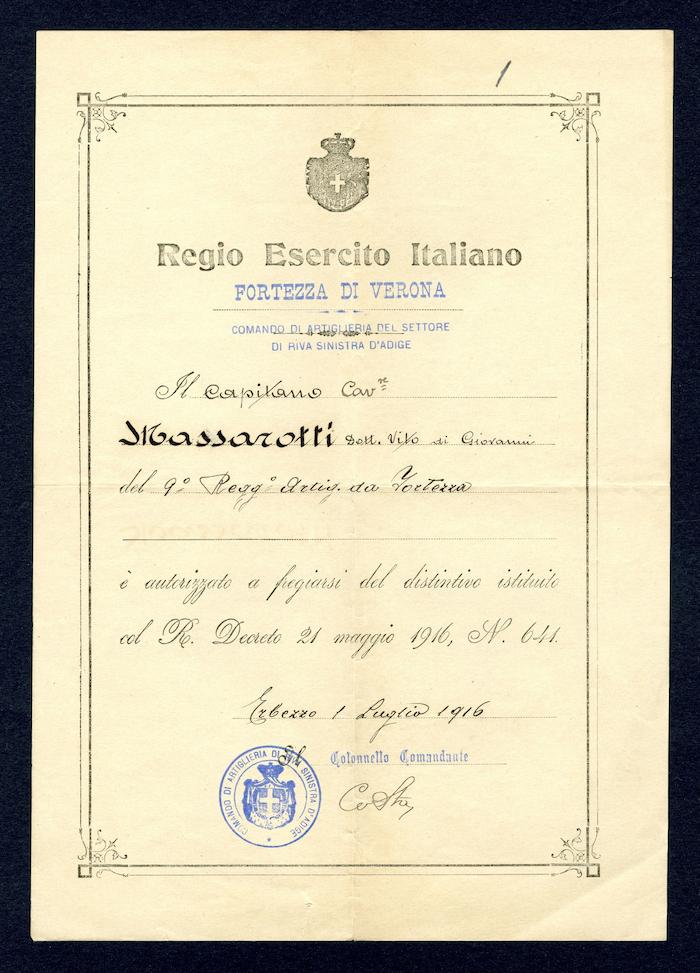 1
Regio Esercito Italiano
FORTEZZA DI VERONA
COMANDO DI ARTIGLIERIA DEL SETTORE
DI RIVA SINISTRA D'ADIGE
Il capitano Cav.re
Massarotti Dott. Vito di Giovanni
del 9° Regg.° Artig. da Fortezza
è autorizzato a fregiarsi del distintivo istituito
col R. Decreto 21 maggio 1916, N. 641.
Erbezzo 1 Luglio 1916
Il Colonnello Comandante
COMANDO DI ARTIGLIERIA DI RIVA SINISTRA D'ADIGE